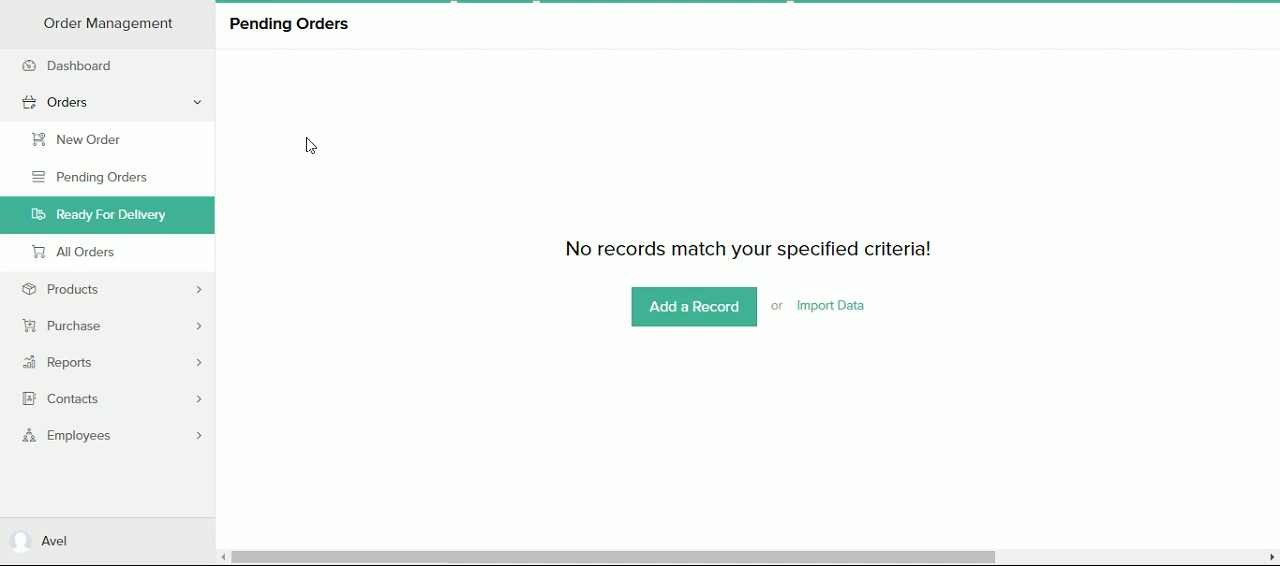 Order Management
Dashboard
Orders
New Order
Pending Orders
Ready For Delivery
All Orders
Products
Purchase
Reports
Contacts
Employees
Avel
Pending Orders
No records match your specified criteria!
Add a Record or Import Data